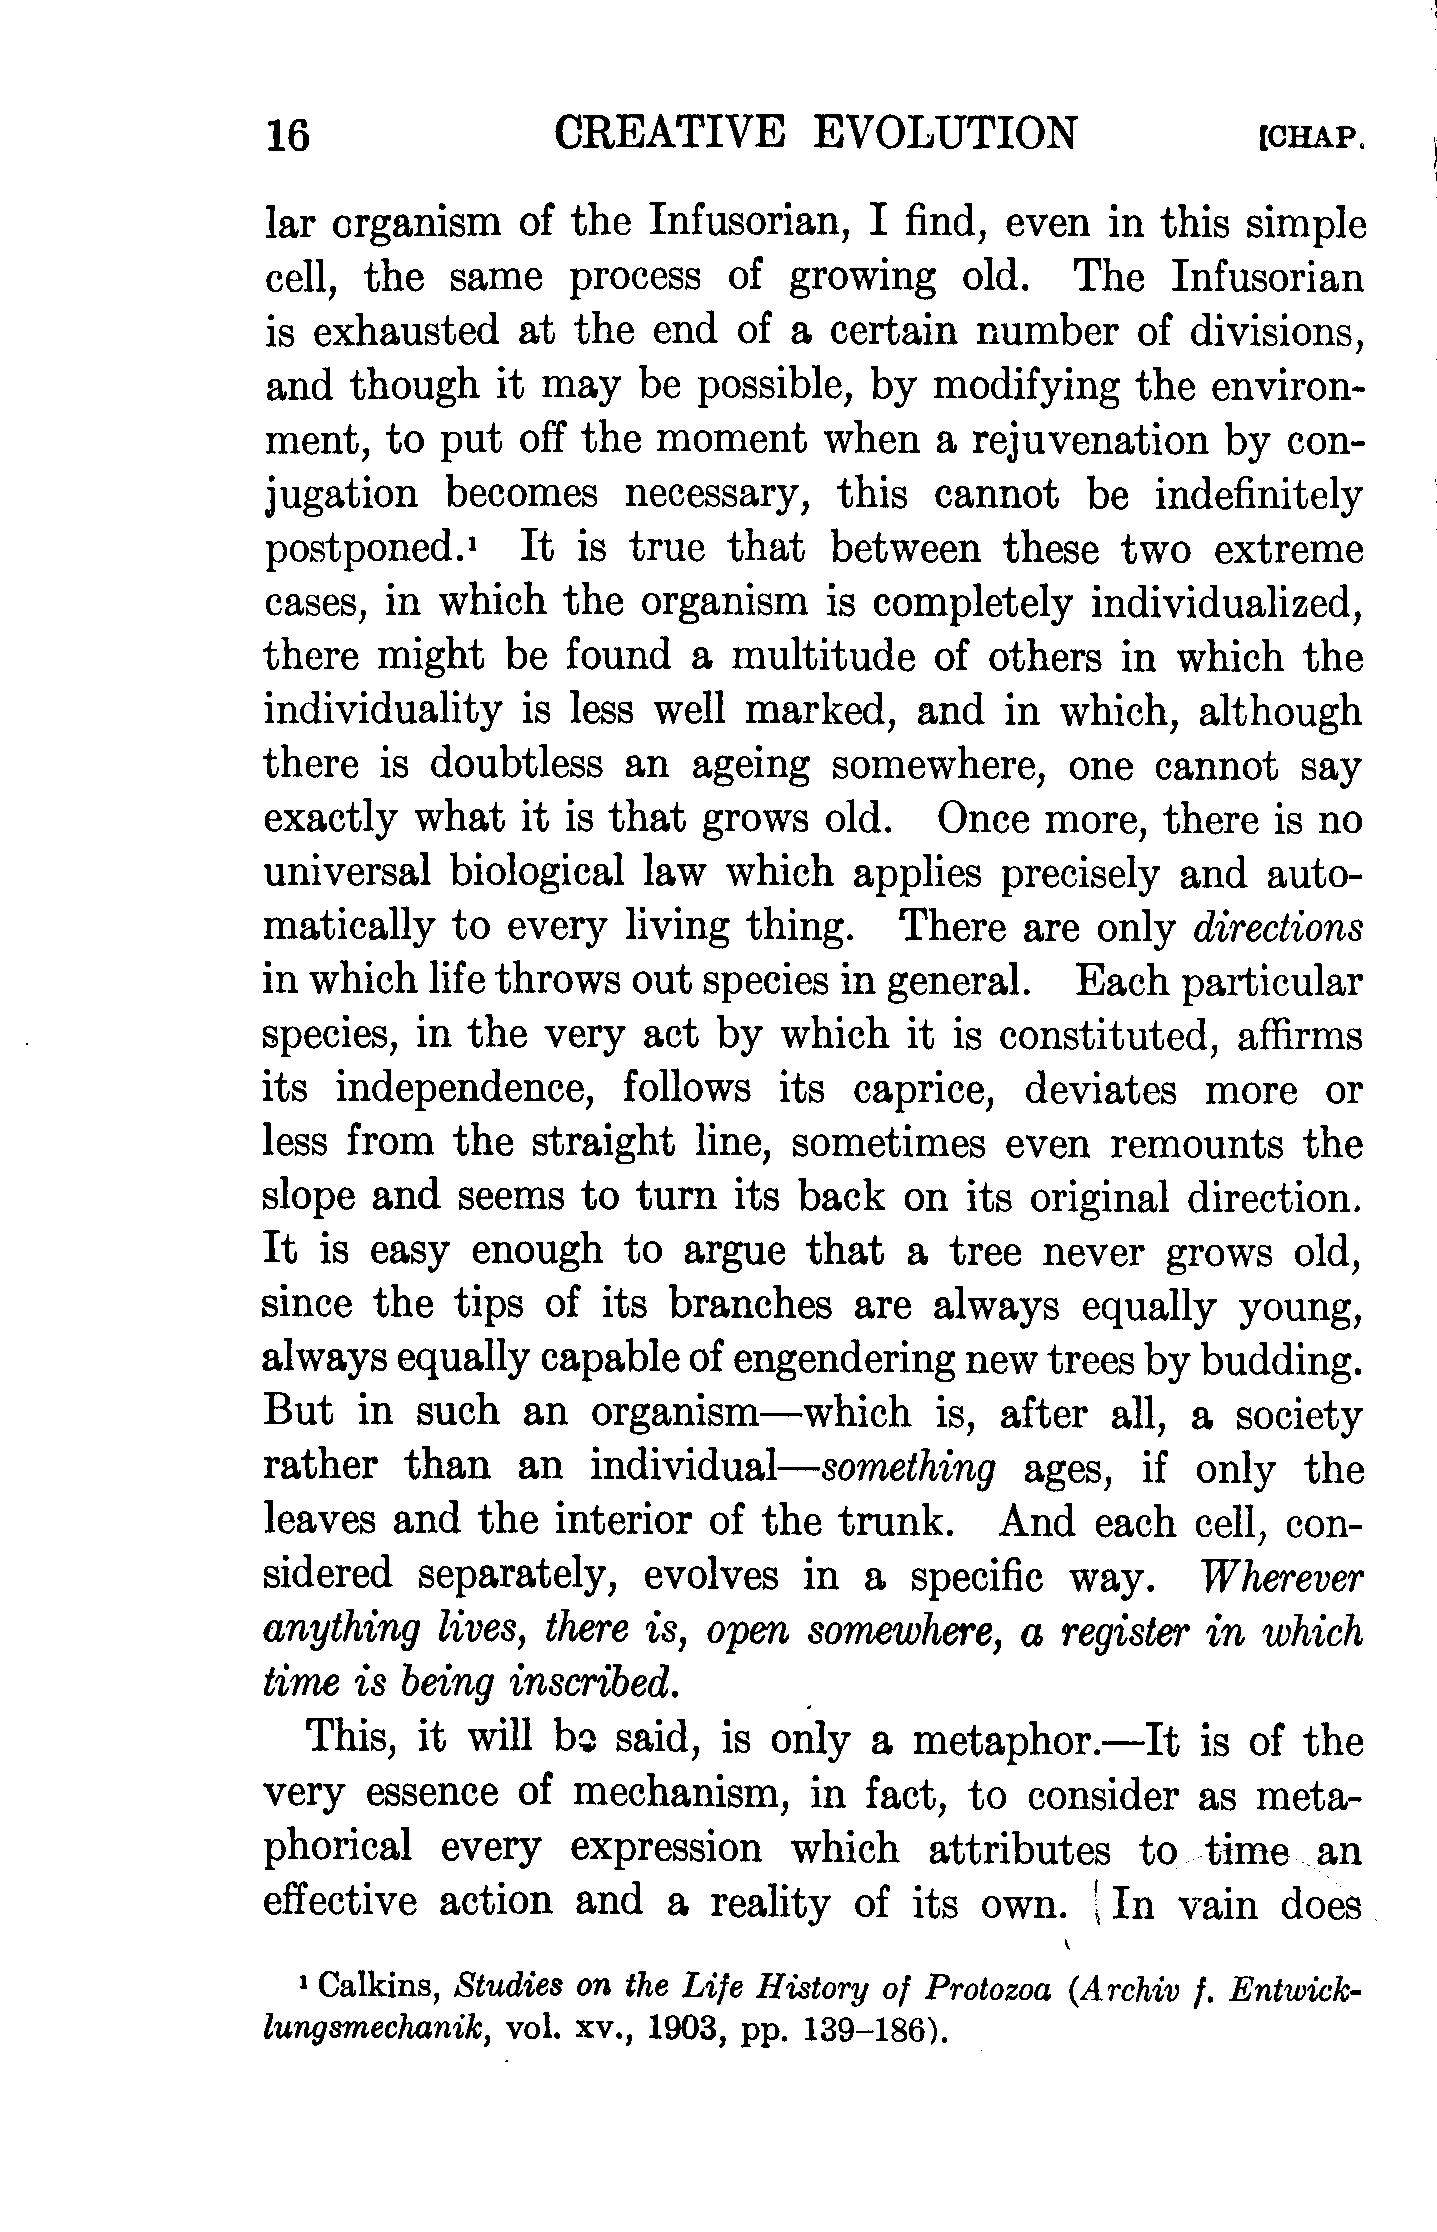 16 CREATIVE EVOLUTION [CHAP.
lar organism of the Infusorian, I find, even in this simple
cell, the same process of growing old. The Infusorian
is exhausted at the end of a certain number of divisions,
and though it may be possible, by modifying the environ-
ment, to put off the moment when a rejuvenation by con-
jugation becomes necessary, this cannot be indefinitely
postponed.¹ It is true that between these two extreme
cases, in which the organism is completely individualized,
there might be found a multitude of others in which the
individuality is less well marked, and in which, although
there is doubtless an ageing somewhere, one cannot say
exactly what it is that grows old. Once more, there is no
universal biological law which applies precisely and auto-
matically to every living thing. There are only directions
in which life throws out species in general. Each particular
species, in the very act by which it is constituted, affirms
its independence, follows its caprice, deviates more or
less from the straight line, sometimes even remounts the
slope and seems to turn its back on its original direction.
It is easy enough to argue that a tree never grows old,
since the tips of its branches are always equally young,
always equally capable of engendering new trees by budding.
But in such an organism—which is, after all, a society
rather than an individual—something ages, if only the
leaves and the interior of the trunk. And each cell, con-
sidered separately, evolves in a specific way. Wherever
anything lives, there is, open somewhere, a register in which
time is being inscribed.
This, it will be said, is only a metaphor.—It is of the
very essence of mechanism, in fact, to consider as meta-
phorical every expression which attributes to time an
effective action and a reality of its own. In vain does
¹ Calkins, Studies on the Life History of Protozoa (Archiv f. Entwick-
lungsmechanik, vol. xv., 1903, pp. 139–186).